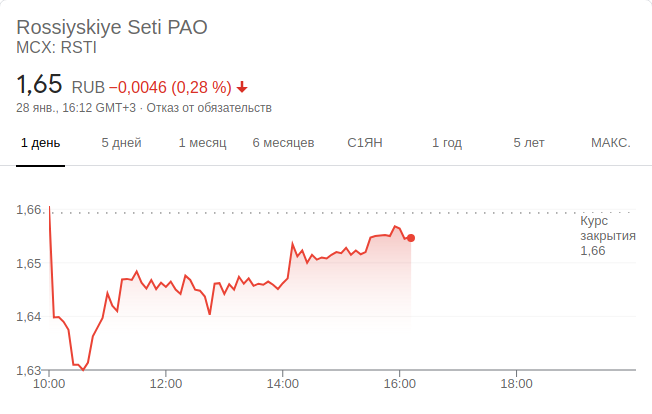 Rossiyskiye Seti PAO
MCX: RSTI
1,65 RUB −0,0046 (0,28 %)
28 янв., 16:12 GMT+3 · Отказ от обязательств
1 день 5 дней 1 месяц 6 месяцев С1ЯН 1 год 5 лет МАКС.
1,66
Курс
закрытия
1,66
1,65
1,64
1,63
10:00 12:00 14:00 16:00 18:00